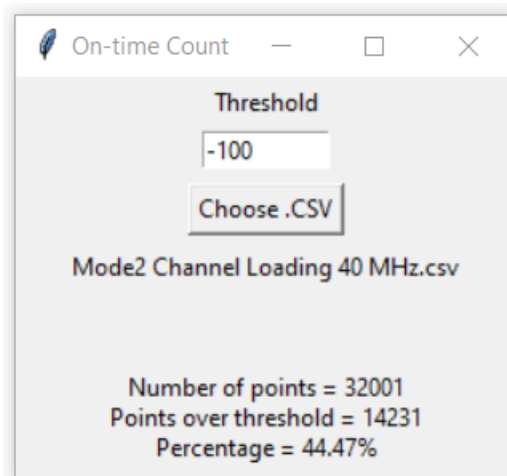 On-time Count
Threshold
-100
Choose .CSV
Mode2 Channel Loading 40 MHz.csv
Number of points = 32001
Points over threshold = 14231
Percentage = 44.47%